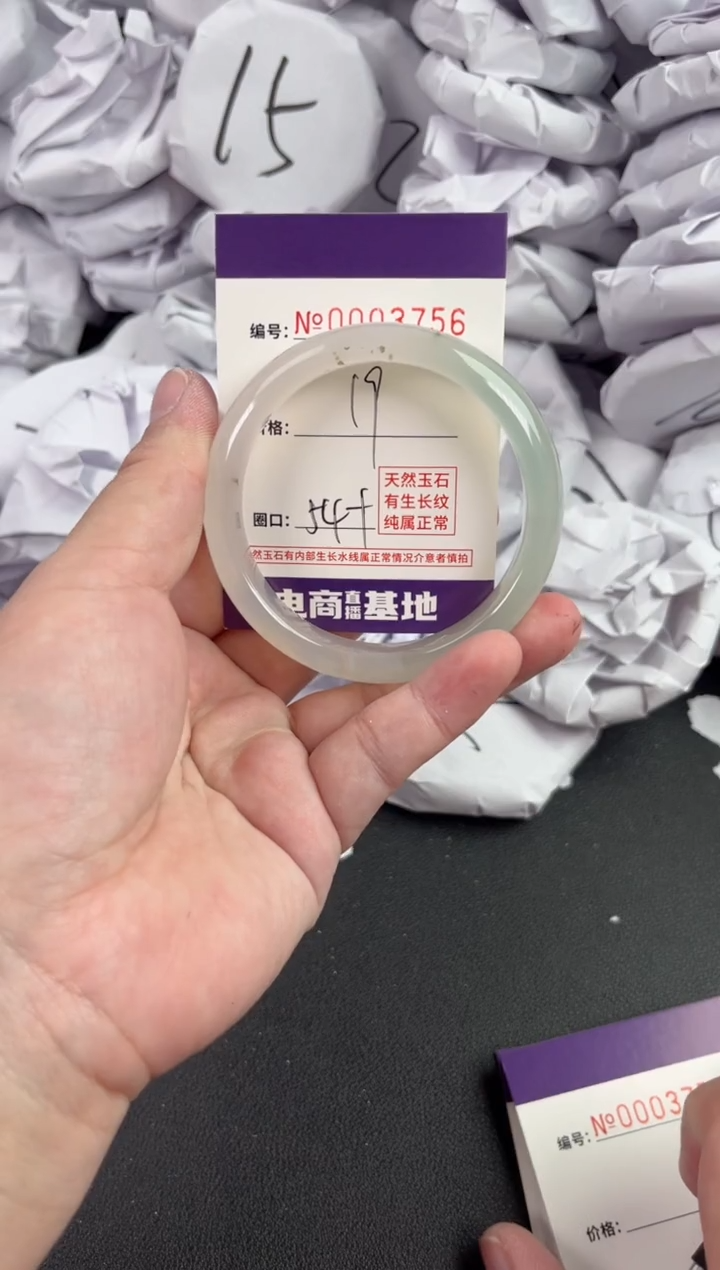 15
编号: №0003756
格: 19
圈口: 54+
天然玉石
有生长纹
纯属正常
然玉石有内部生长水线属正常情况介意者慎拍
电商直播基地
编号: №0003
价格: